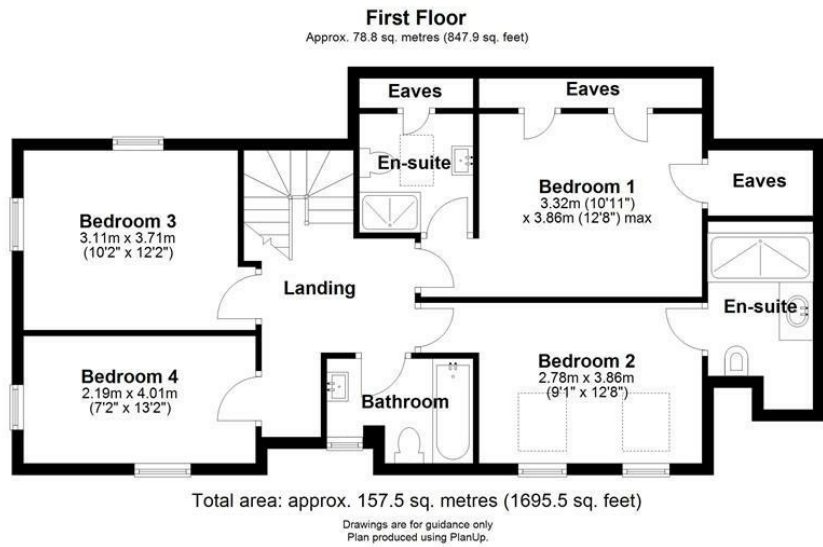 First Floor
Approx. 78.8 sq. metres (847.9 sq. feet)
Eaves
Eaves
En-suite
Bedroom 1
3.32m (10'11")
x 3.86m (12'8") max
Eaves
Bedroom 3
3.11m x 3.71m
(10'2" x 12'2")
Landing
En-suite
Bedroom 4
2.19m x 4.01m
(7'2" x 13'2")
Bathroom
Bedroom 2
2.78m x 3.86m
(9'1" x 12'8")
Total area: approx. 157.5 sq. metres (1695.5 sq. feet)
Drawings are for guidance only
Plan produced using PlanUp.